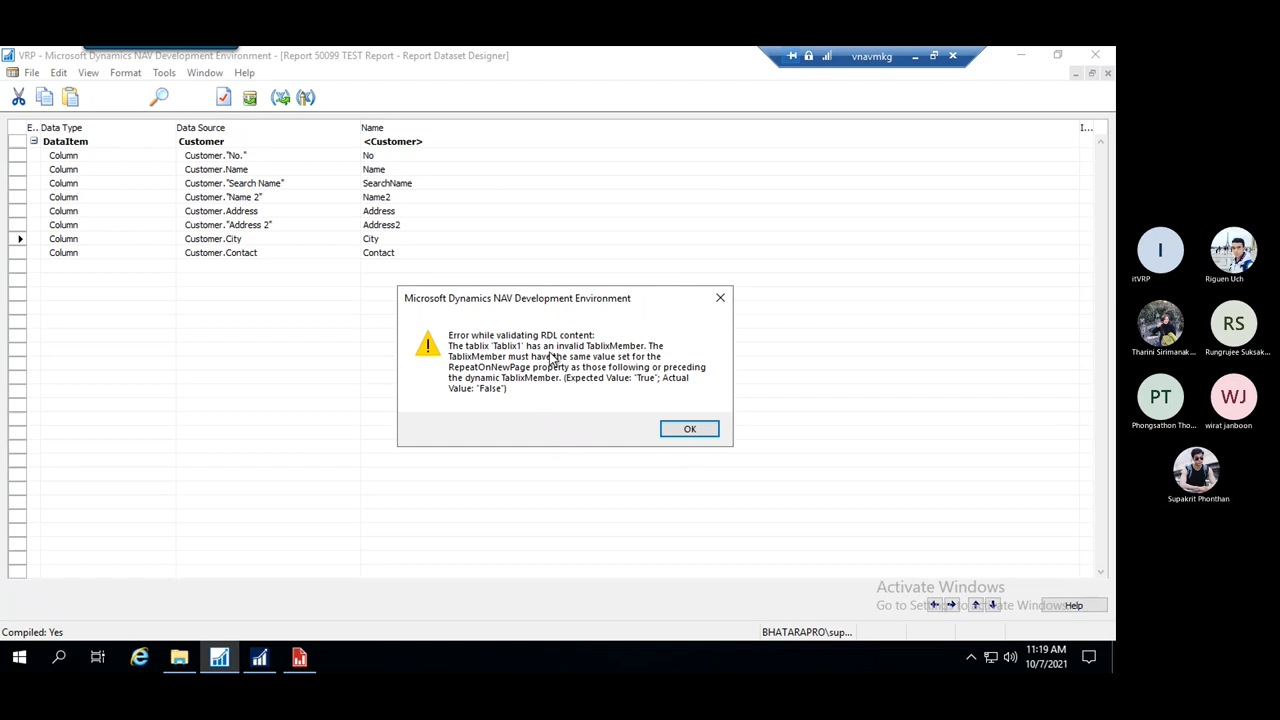 VRP - Microsoft Dynamics NAV Development Environment - [Report 50099 TEST Report - Report Dataset Designer]
vnavmkg
File Edit View Format Tools Window Help
E.. Data Type Data Source Name I...
DataItem Customer <Customer>
Column Customer."No." No
Column Customer.Name Name
Column Customer."Search Name" SearchName
Column Customer."Name 2" Name2
Column Customer.Address Address
Column Customer."Address 2" Address2
Column Customer.City City
Column Customer.Contact Contact
Microsoft Dynamics NAV Development Environment
Error while validating RDL content:
The tablix 'Tablix1' has an invalid TablixMember. The
TablixMember must have the same value set for the
RepeatOnNewPage property as those following or preceding
the dynamic TablixMember. (Expected Value: "True"; Actual
Value: "False")
OK
I
itVRP
Riguen Uch
Tharini Sirimanak...
RS
Rungrujee Suksak...
PT
Phongsathon Tho...
WJ
wirat janboon
Supakrit Phonthan
Activate Windows
Go to Settings to activate Windows.
Help
Compiled: Yes
BHATARAPRO\sup...
11:19 AM
10/7/2021